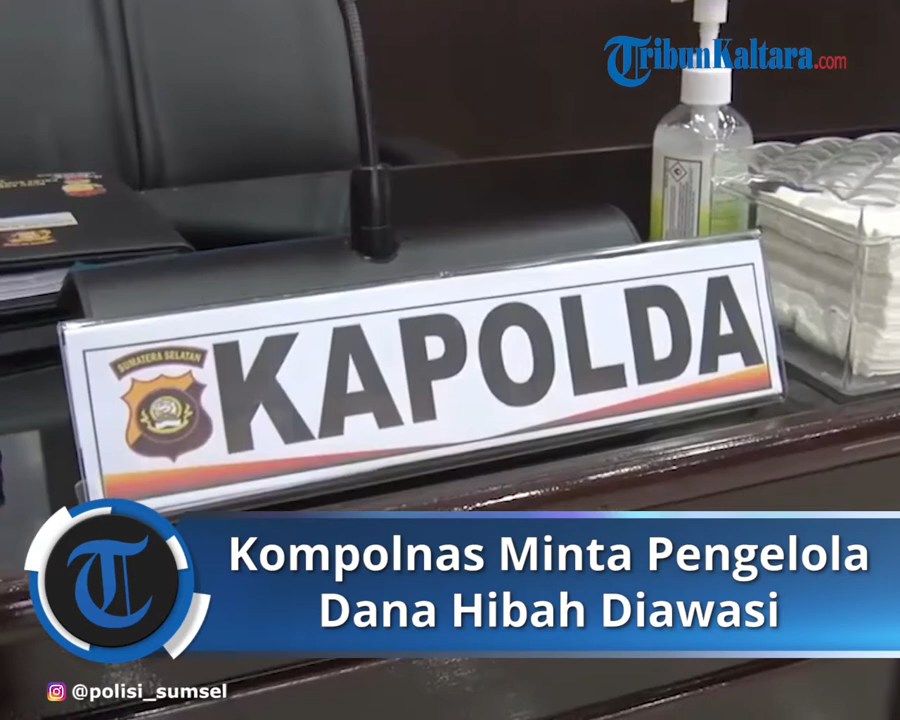 TribunKaltara.com
SUMATERA SELATAN
KAPOLDA
T
Kompolnas Minta Pengelola
Dana Hibah Diawasi
@polisi_sumsel